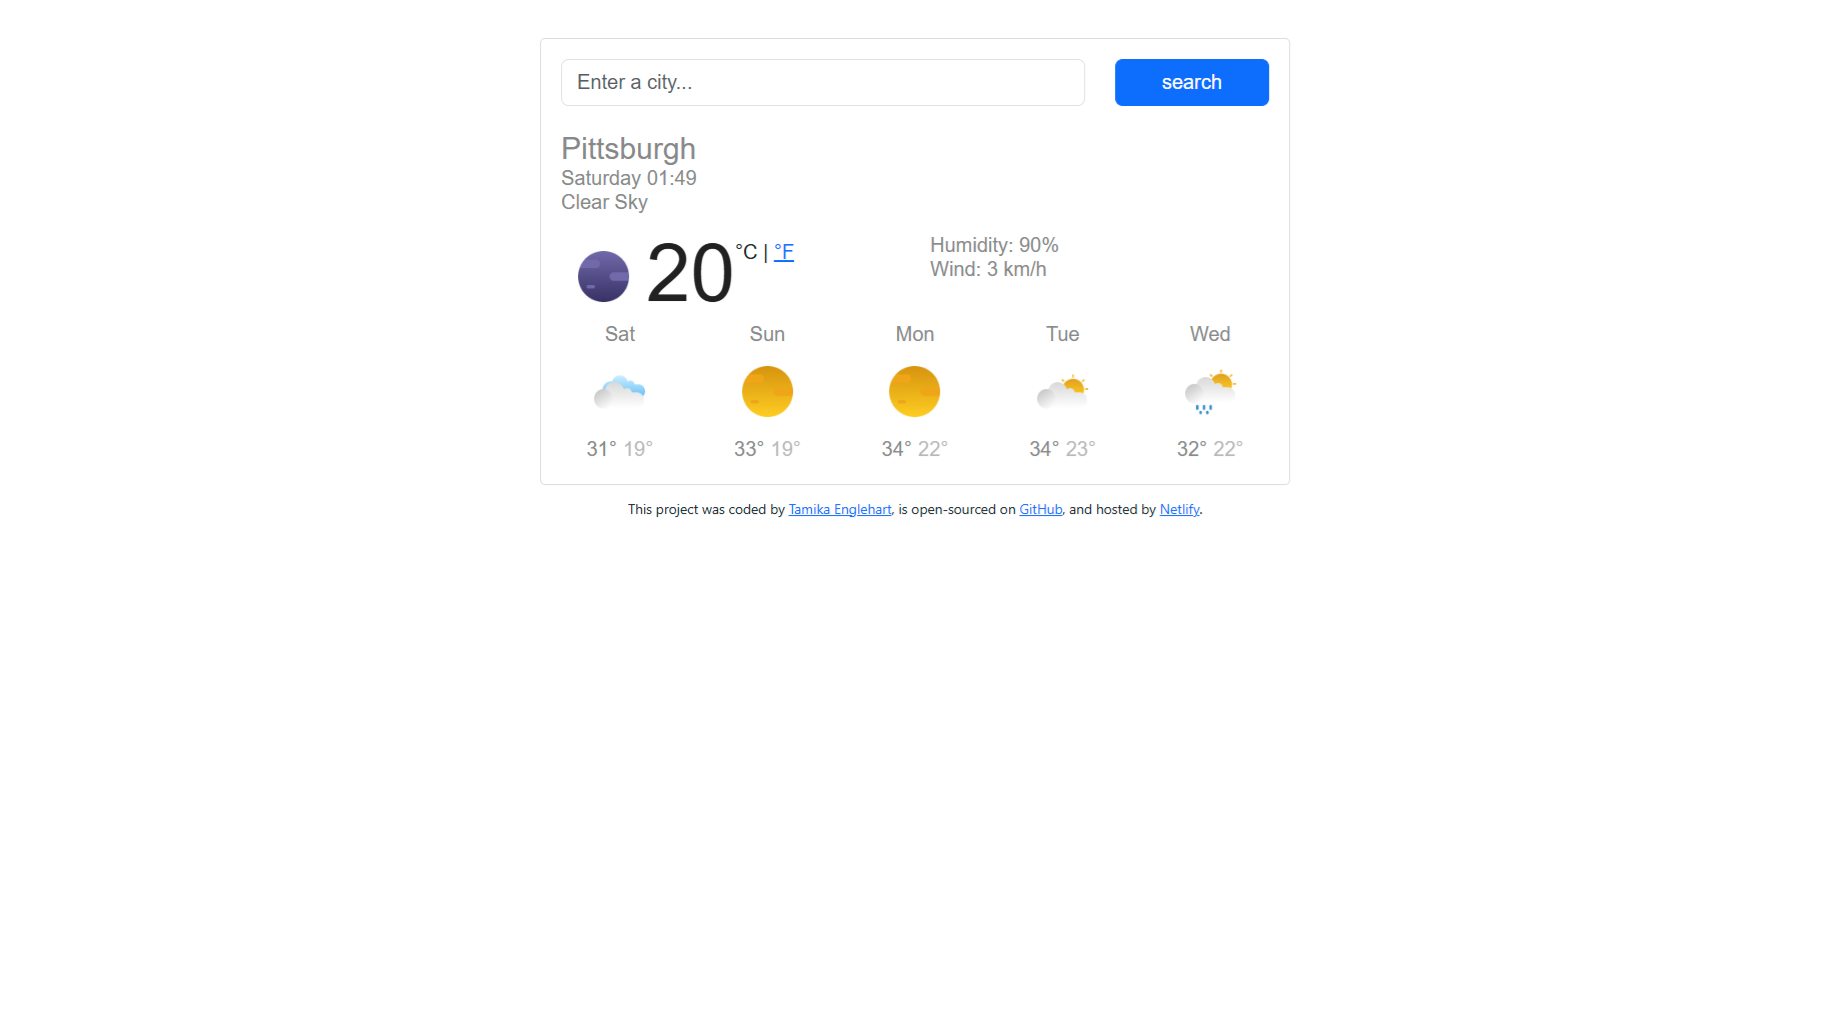 Enter a city...
search
Pittsburgh
Saturday 01:49
Clear Sky
20 °C | °F
Humidity: 90%
Wind: 3 km/h
Sat Sun Mon Tue Wed
31° 19° 33° 19° 34° 22° 34° 23° 32° 22°
This project was coded by Tamika Englehart, is open-sourced on GitHub, and hosted by Netlify.